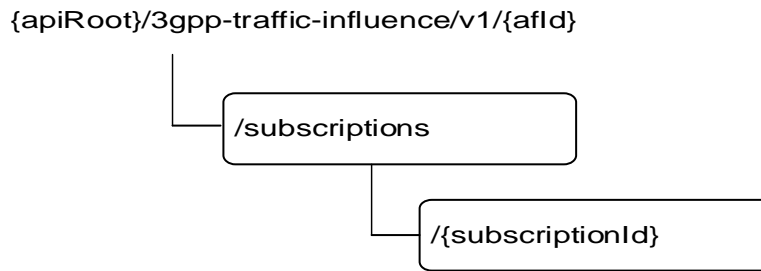 {apiRoot}/3gpp-traffic-influence/v1/{afId}
/subscriptions
/{subscriptionId}